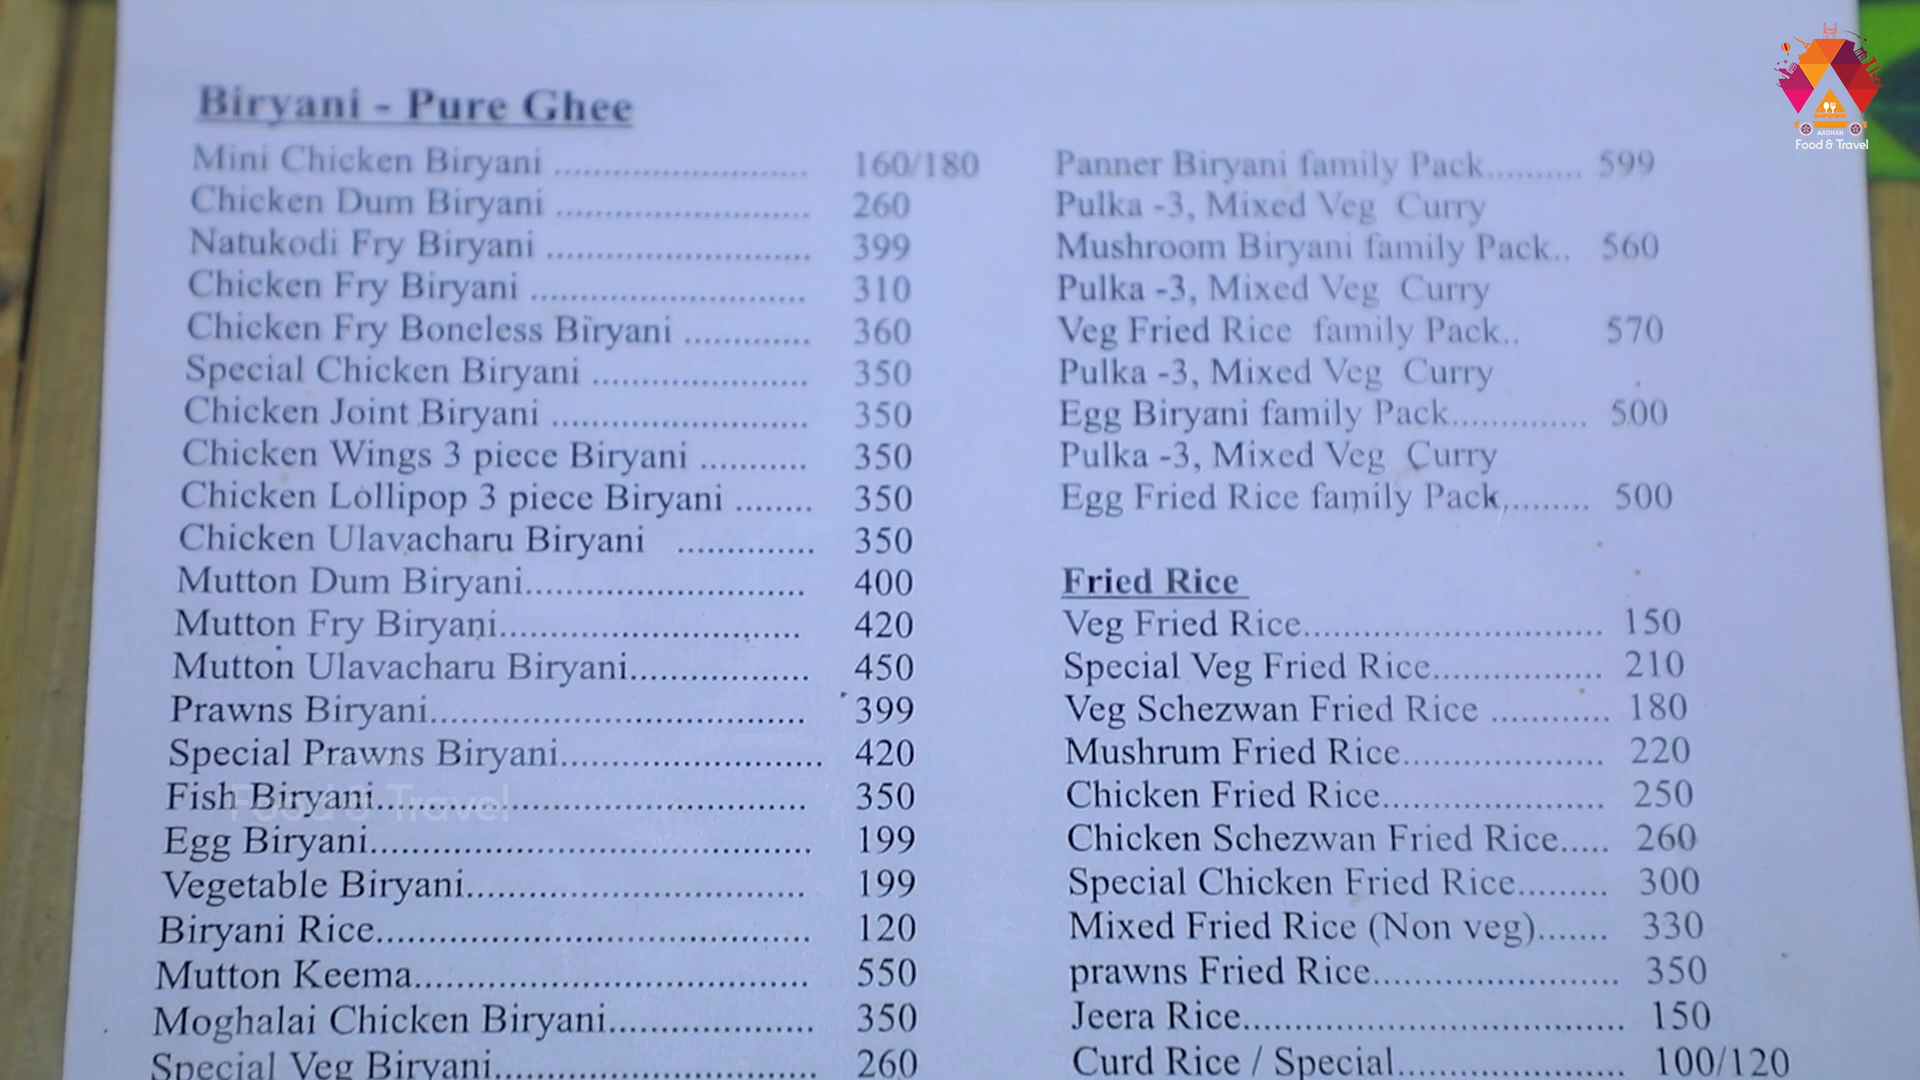 Biryani - Pure Ghee
Mini Chicken Biryani .......................... 160/180
Chicken Dum Biryani .......................... 260
Natukodi Fry Biryani ........................... 399
Chicken Fry Biryani ............................ 310
Chicken Fry Boneless Biryani ............. 360
Special Chicken Biryani ...................... 350
Chicken Joint Biryani .......................... 350
Chicken Wings 3 piece Biryani ........... 350
Chicken Lollipop 3 piece Biryani ........ 350
Chicken Ulavacharu Biryani .............. 350
Mutton Dum Biryani............................ 400
Mutton Fry Biryani.............................. 420
Mutton Ulavacharu Biryani.................. 450
Prawns Biryani..................................... 399
Special Prawns Biryani.......................... 420
Fish Biryani.......................................... 350
Egg Biryani........................................... 199
Vegetable Biryani................................. 199
Biryani Rice.......................................... 120
Mutton Keema...................................... 550
Moghalai Chicken Biryani.................... 350
Special Veg Biryani................................ 260
Panner Biryani family Pack.......... 599
Pulka -3, Mixed Veg Curry
Mushroom Biryani family Pack.. 560
Pulka -3, Mixed Veg Curry
Veg Fried Rice family Pack.. 570
Pulka -3, Mixed Veg Curry
Egg Biryani family Pack.............. 500
Pulka -3, Mixed Veg Curry
Egg Fried Rice family Pack.......... 500
Fried Rice
Veg Fried Rice.............................. 150
Special Veg Fried Rice................. 210
Veg Schezwan Fried Rice ............ 180
Mushrum Fried Rice.................... 220
Chicken Fried Rice...................... 250
Chicken Schezwan Fried Rice..... 260
Special Chicken Fried Rice......... 300
Mixed Fried Rice (Non veg)....... 330
prawns Fried Rice........................ 350
Jeera Rice...................................... 150
Curd Rice / Special....................... 100/120
AADHAN
Food & Travel
Food & Travel